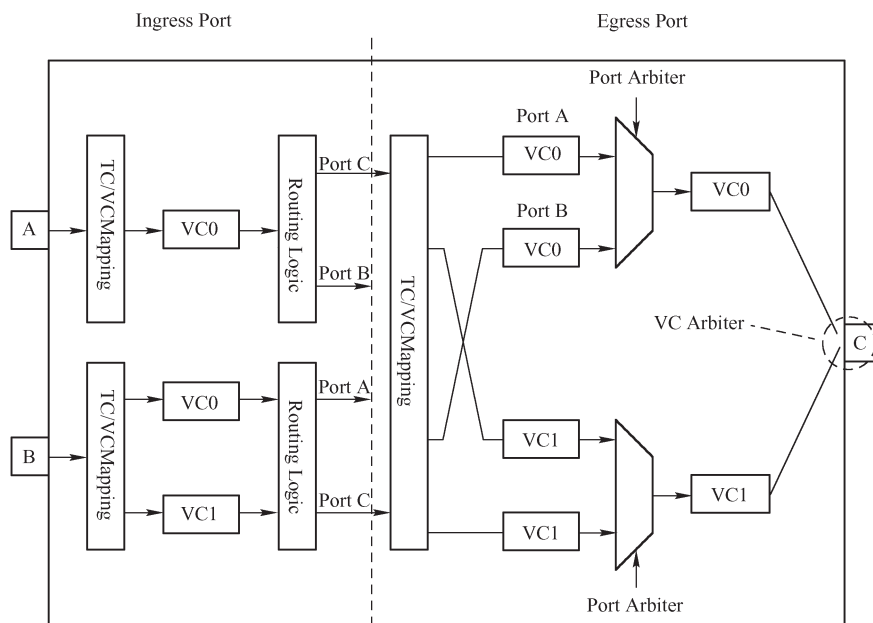 Ingress Port
Egress Port
Port Arbiter
Port A
VC0
VC0
Port B
VC0
TC/VCMapping
Routing Logic
Port C
Port B
A
VC0
TC/VCMapping
VC Arbiter
C
TC/VCMapping
Routing Logic
Port A
Port C
VC0
B
VC1
VC1
VC1
VC1
Port Arbiter